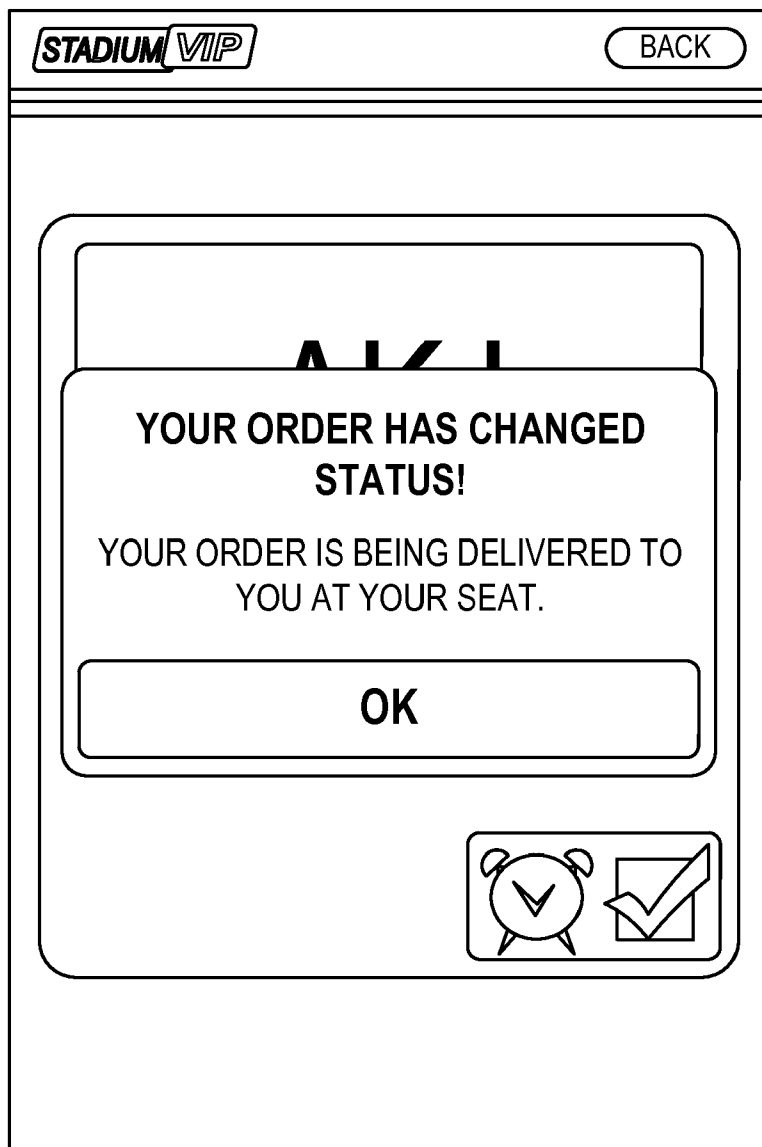 STADIUM VIP
BACK
YOUR ORDER HAS CHANGED
STATUS!
YOUR ORDER IS BEING DELIVERED TO
YOU AT YOUR SEAT.
OK